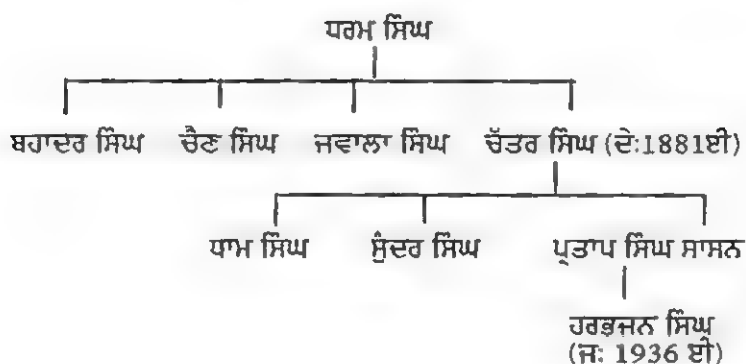 ਧਰਮ ਸਿੰਘ
ਬਹਾਦਰ ਸਿੰਘ ਚੈਣ ਸਿੰਘ ਜਵਾਲਾ ਸਿੰਘ ਚੱਤਰ ਸਿੰਘ (ਦੇ:1881ਈ)
ਧਾਮ ਸਿੰਘ ਸੁੰਦਰ ਸਿੰਘ ਪ੍ਰਤਾਪ ਸਿੰਘ ਸਾਸਨ
ਹਰਭਜਨ ਸਿੰਘ
(ਜ: 1936 ਈ)